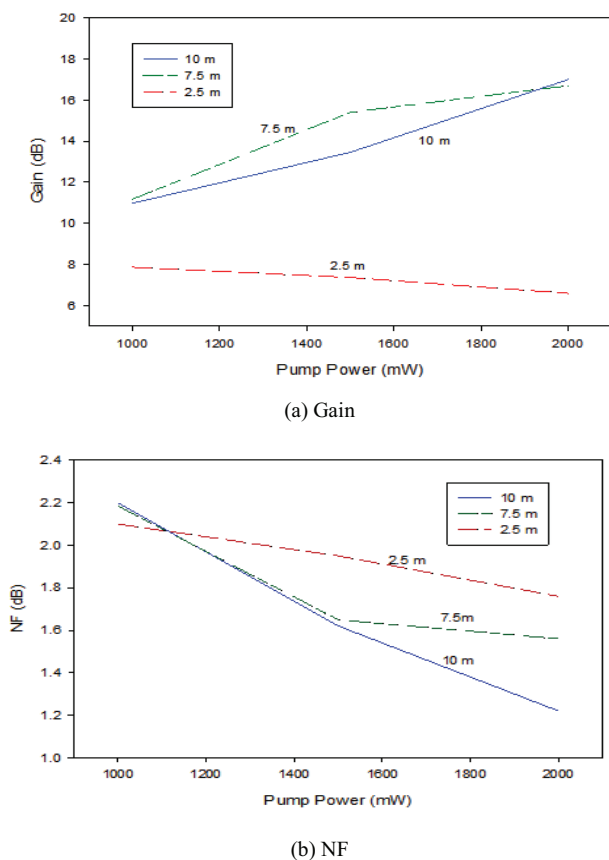 20
18
16
14
12
10
8
6
Gain (dB)
10 m
7.5 m
2.5 m
7.5 m
10 m
2.5 m
1000 1200 1400 1600 1800 2000
Pump Power (mW)
(a) Gain
2.4
2.2
2.0
1.8
1.6
1.4
1.2
1.0
NF (dB)
10 m
7.5 m
2.5 m
2.5 m
7.5m
10 m
1000 1200 1400 1600 1800 2000
Pump Power (mW)
(b) NF